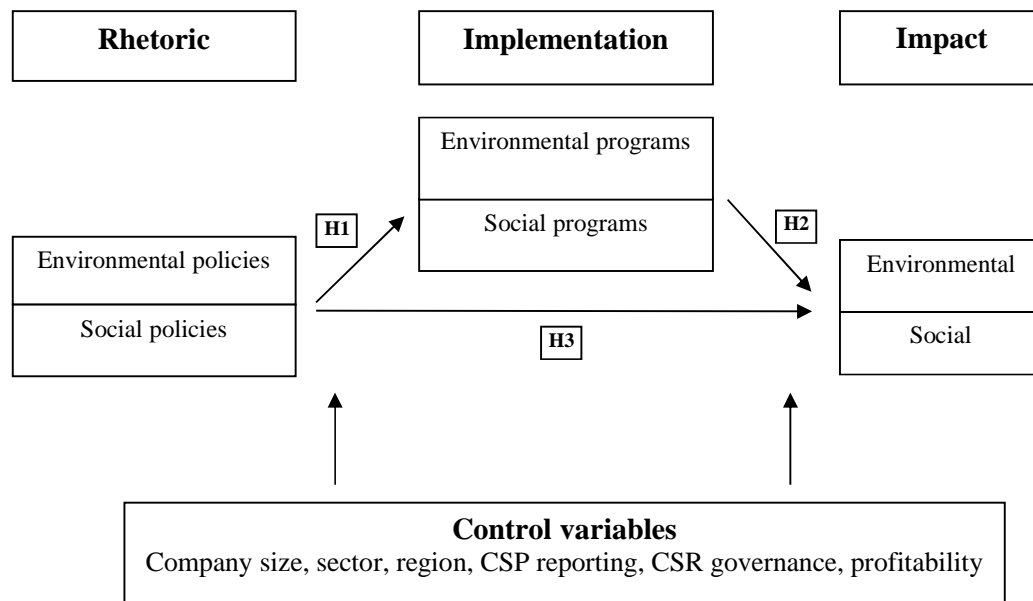 Rhetoric
Implementation
Impact
Environmental programs
Social programs
H1
H2
Environmental policies
Social policies
Environmental
Social
H3
Control variables
Company size, sector, region, CSP reporting, CSR governance, profitability